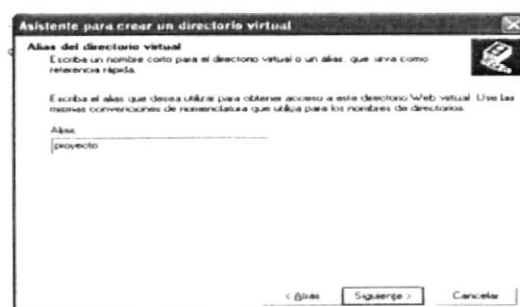 Asistente para crear un directorio virtual
Alias del directorio virtual
Escriba un nombre corto para el directorio virtual o un alias, que sirva como
referencia rápida.
Escriba el alias que desea utilizar para obtener acceso a este directorio Web virtual. Use las
mismas convenciones de nomenclatura que utiliza para los nombres de directorios.
Alias:
proyecto
< Atrás
Siguiente >
Cancelar